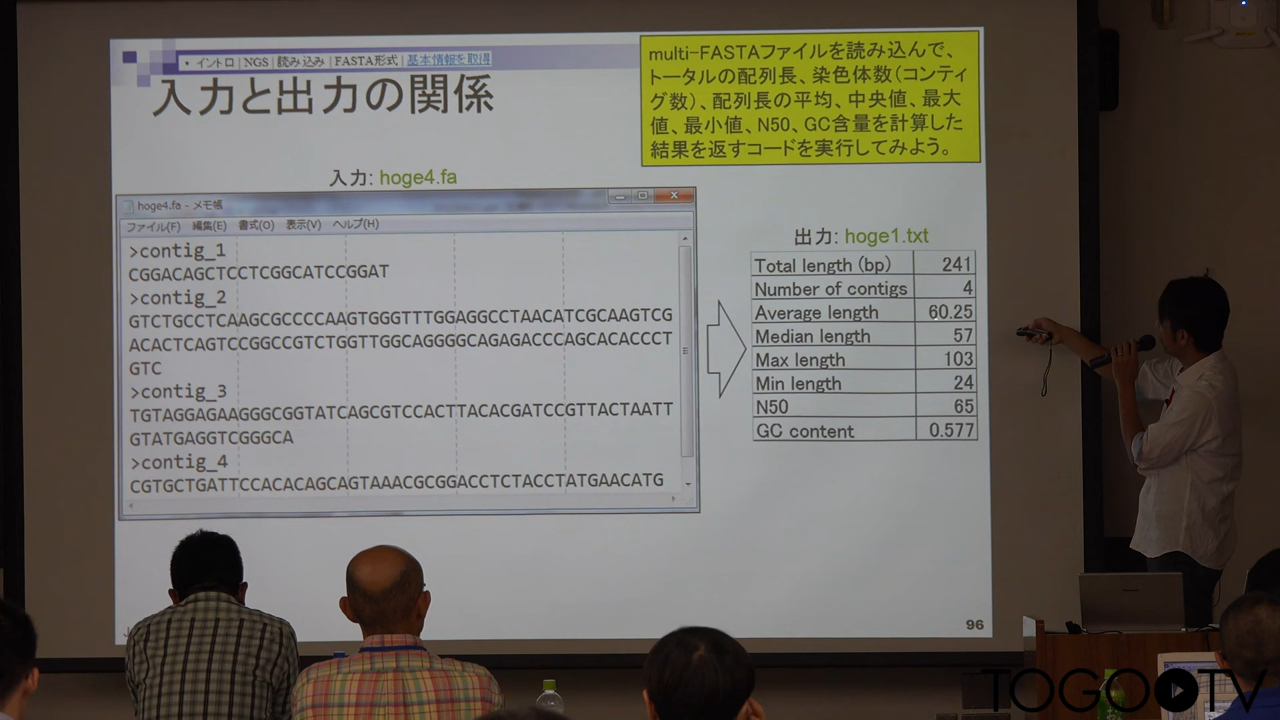 • イントロ | NGS | 読み込み | FASTA形式 | 基本情報を取得
入力と出力の関係
multi-FASTAファイルを読み込んで、
トータルの配列長、染色体数(コンティ
グ数)、配列長の平均、中央値、最大
値、最小値、N50、GC含量を計算した
結果を返すコードを実行してみよう。
入力: hoge4.fa
hoge4.fa - メモ帳
ファイル(F) 編集(E) 書式(O) 表示(V) ヘルプ(H)
>contig_1
CGGACAGCTCCTCGGCATCCGGAT
>contig_2
GTCTGCCTCAAGCGCCCCAAGTGGGTTTGGAGGCCTAACATCGCAAGTCG
ACACTCAGTCCGGCCGTCTGGTTGGCAGGGGCAGAGACCCAGCACACCCT
GTC
>contig_3
TGTAGGAGAAGGGCGGTATCAGCGTCCACTTACACGATCCGTTACTAATT
GTATGAGGTCGGGCA
>contig_4
CGTGCTGATTCCACACAGCAGTAAACGCGGACCTCTACCTATGAACATG
出力: hoge1.txt
Total length (bp) 241
Number of contigs 4
Average length 60.25
Median length 57
Max length 103
Min length 24
N50 65
GC content 0.577
96
TOGO TV